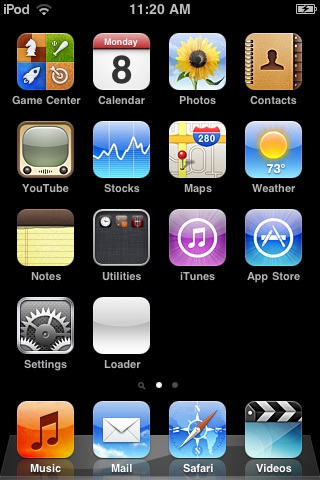 iPod 11:20 AM
Monday
8
280
73°
Game Center Calendar Photos Contacts
YouTube Stocks Maps Weather
Notes Utilities iTunes App Store
Settings Loader
Music Mail Safari Videos